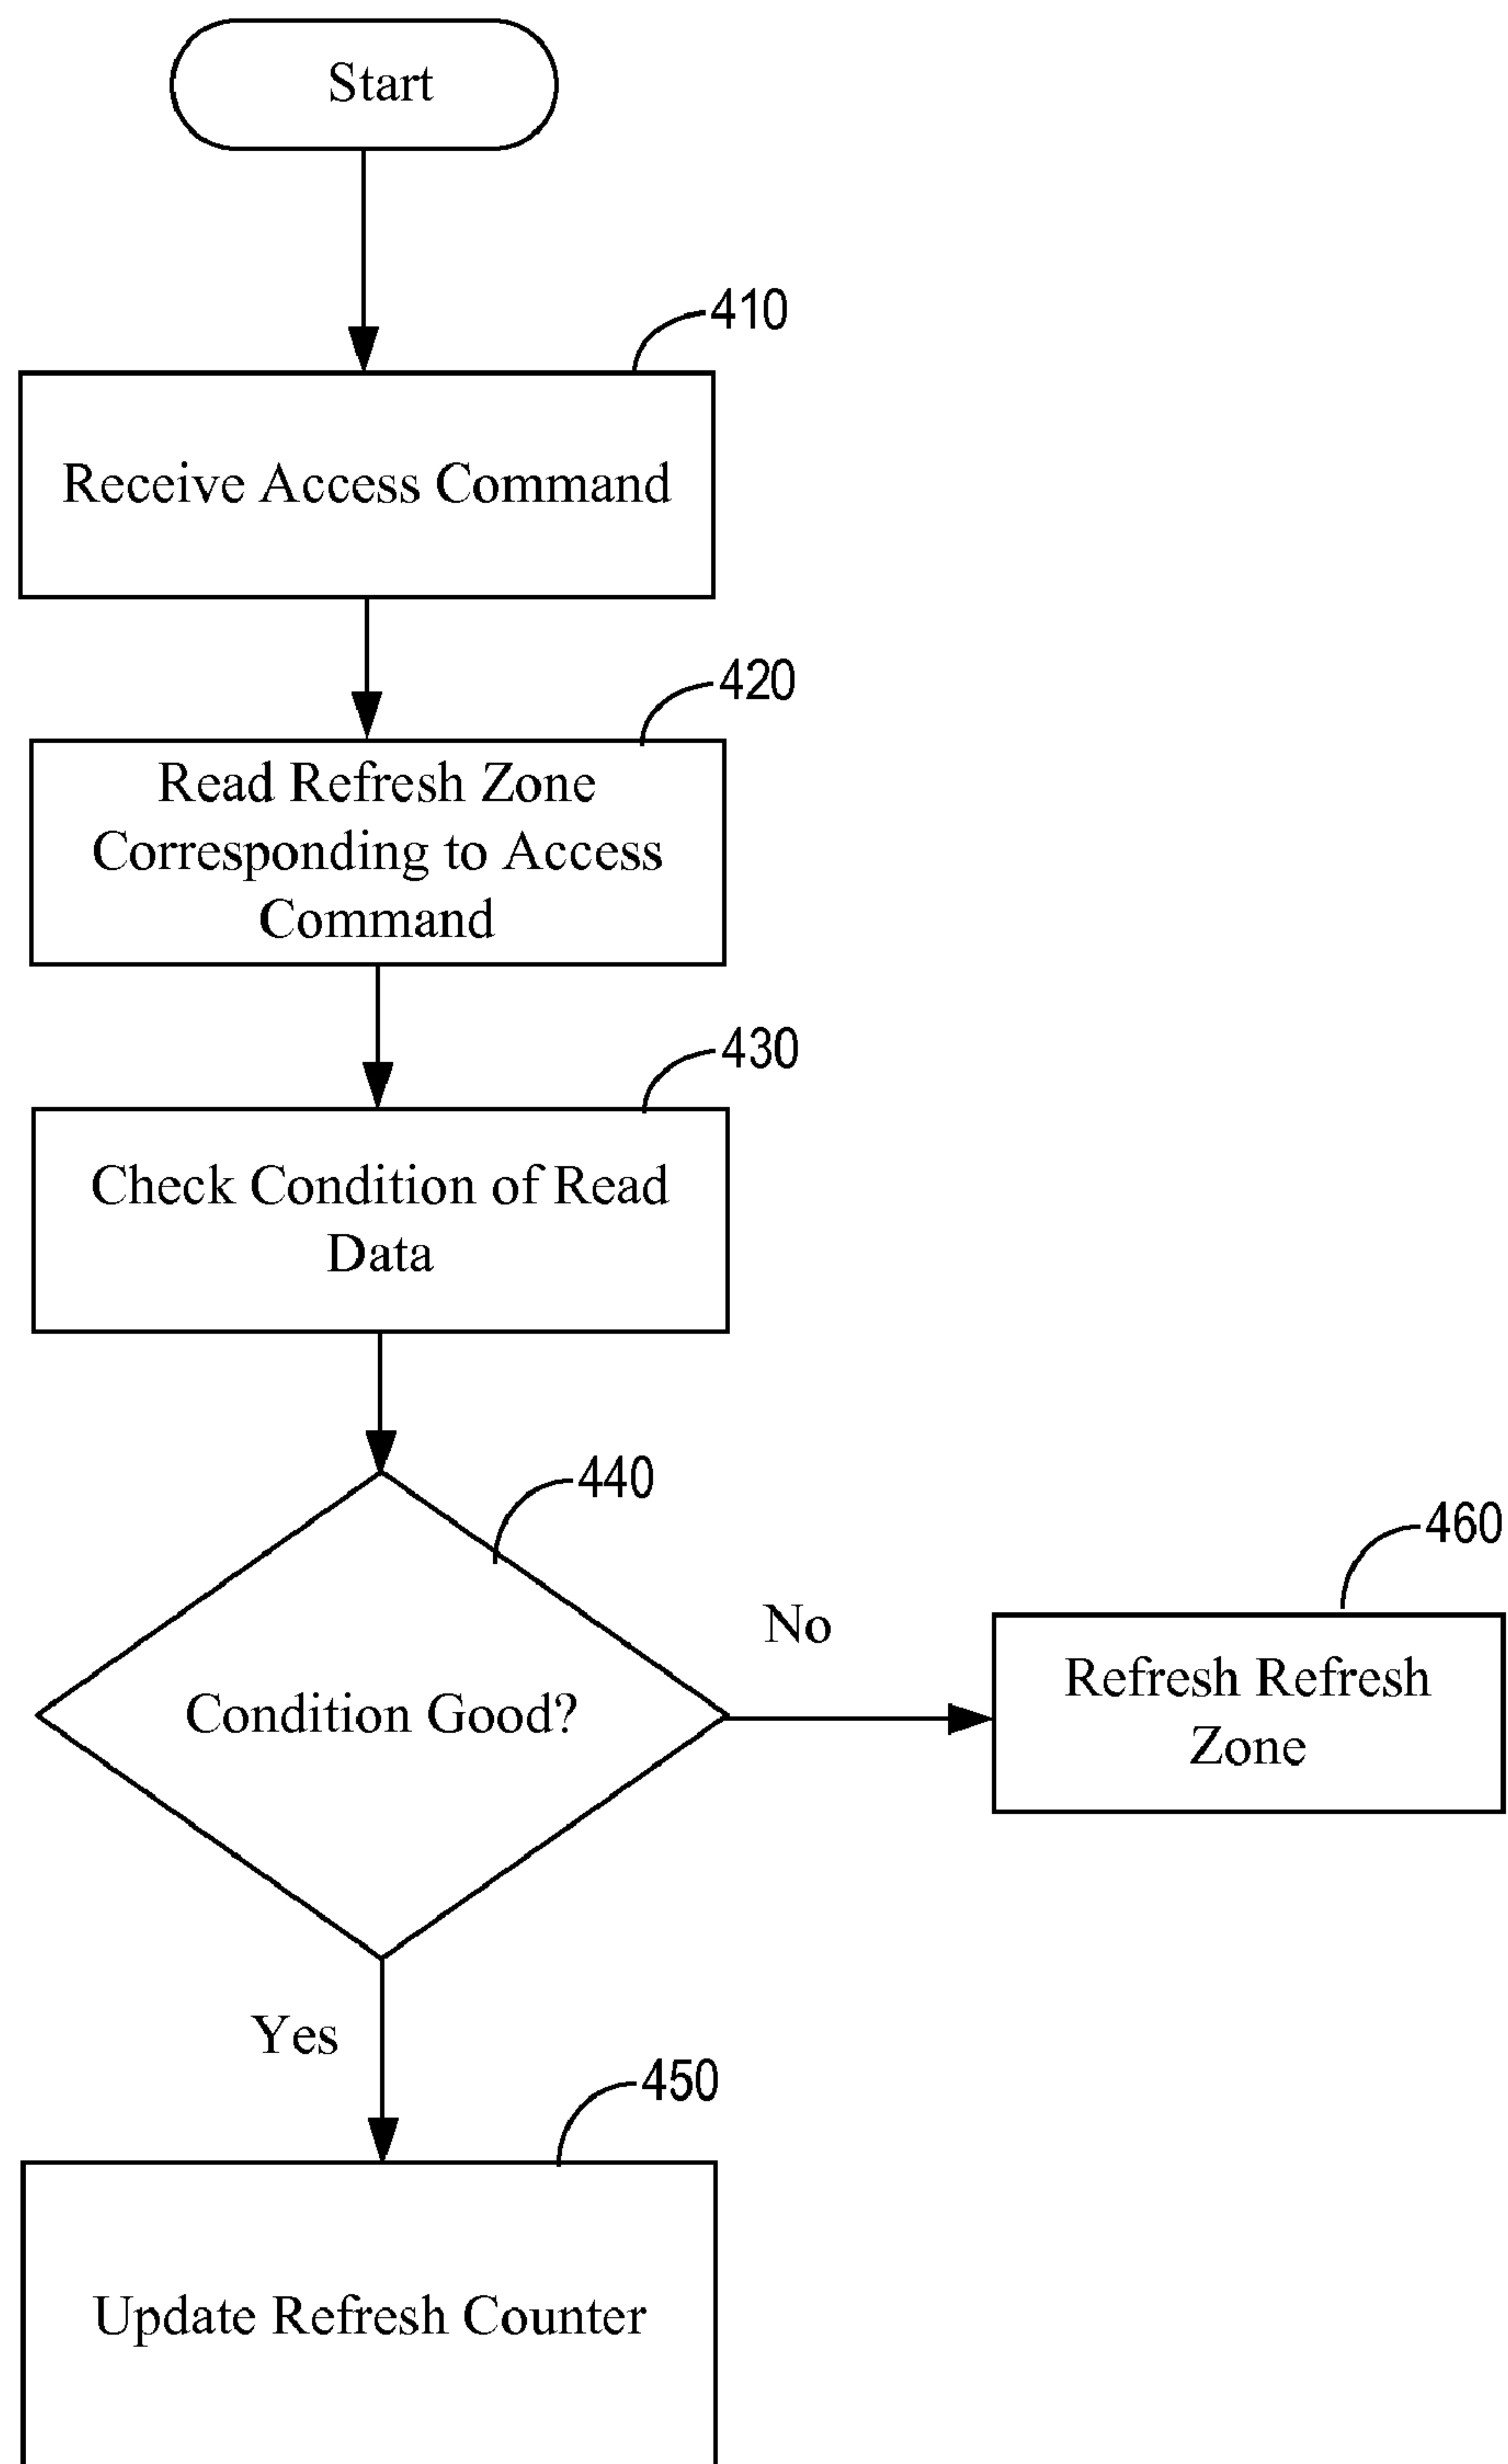 Start
410
Receive Access Command
420
Read Refresh Zone
Corresponding to Access
Command
430
Check Condition of Read
Data
440
Condition Good?
No
460
Refresh Refresh
Zone
Yes
450
Update Refresh Counter